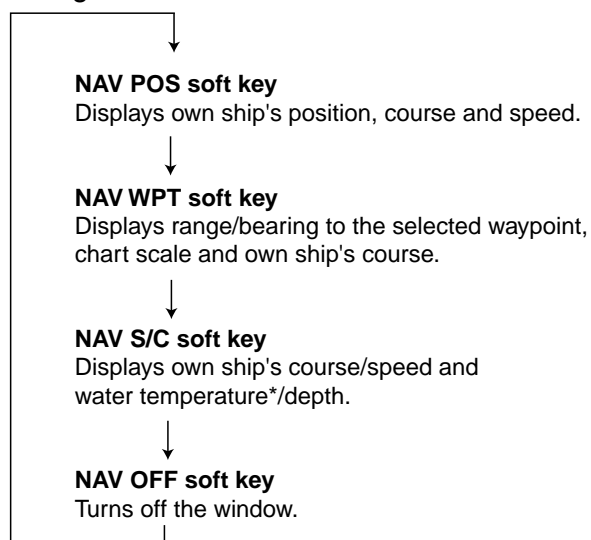 NAV POS soft key
Displays own ship's position, course and speed.
NAV WPT soft key
Displays range/bearing to the selected waypoint,
chart scale and own ship's course.
NAV S/C soft key
Displays own ship's course/speed and
water temperature*/depth.
NAV OFF soft key
Turns off the window.